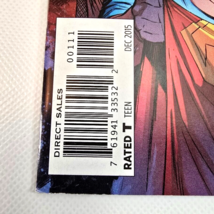 00111
DIRECT SALES
7 61941 33532 2
RATED T TEEN
DEC 2015